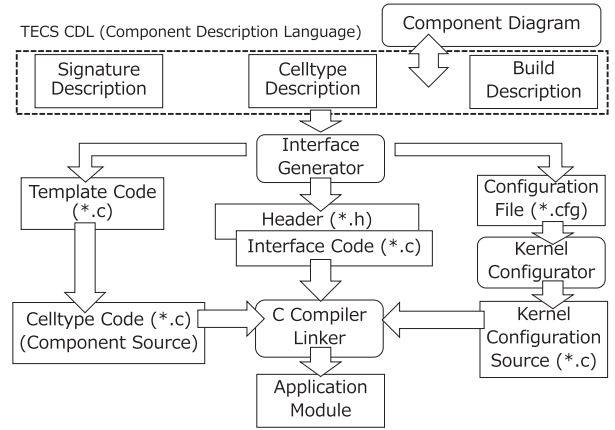 Component Diagram
TECS CDL (Component Description Language)
Signature
Description
Celltype
Description
Build
Description
Interface
Generator
Template Code
(*.c)
Header (*.h)
Interface Code (*.c)
Configuration
File (*.cfg)
Kernel
Configurator
Celltype Code (*.c)
(Component Source)
C Compiler
Linker
Kernel
Configuration
Source (*.c)
Application
Module